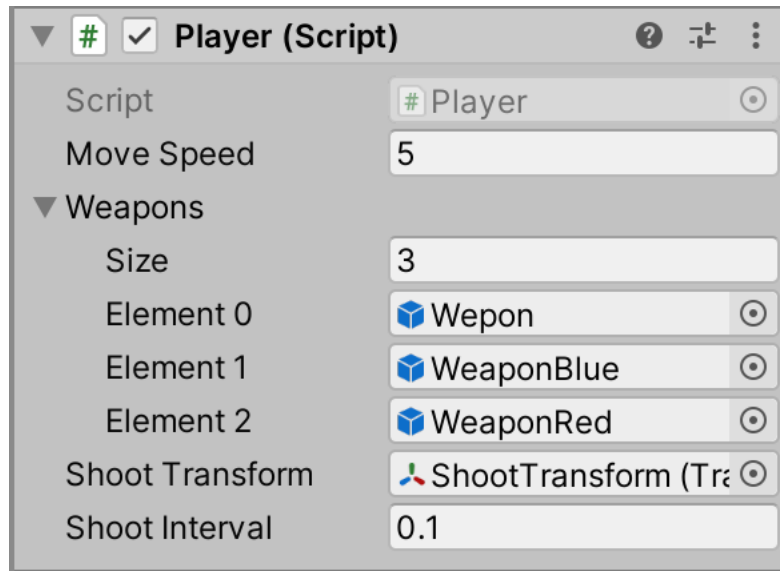 # Player (Script)
Script # Player
Move Speed 5
Weapons
Size 3
Element 0 Wepon
Element 1 WeaponBlue
Element 2 WeaponRed
Shoot Transform ShootTransform (Tra
Shoot Interval 0.1